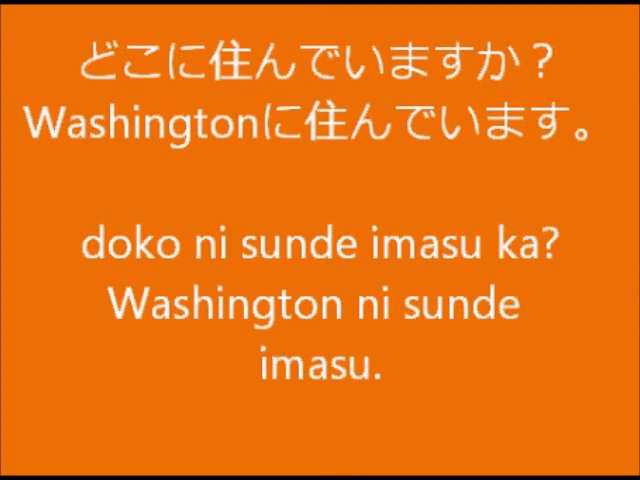 どこに住んでいますか？
Washingtonに住んでいます。
doko ni sunde imasu ka?
Washington ni sunde
imasu.